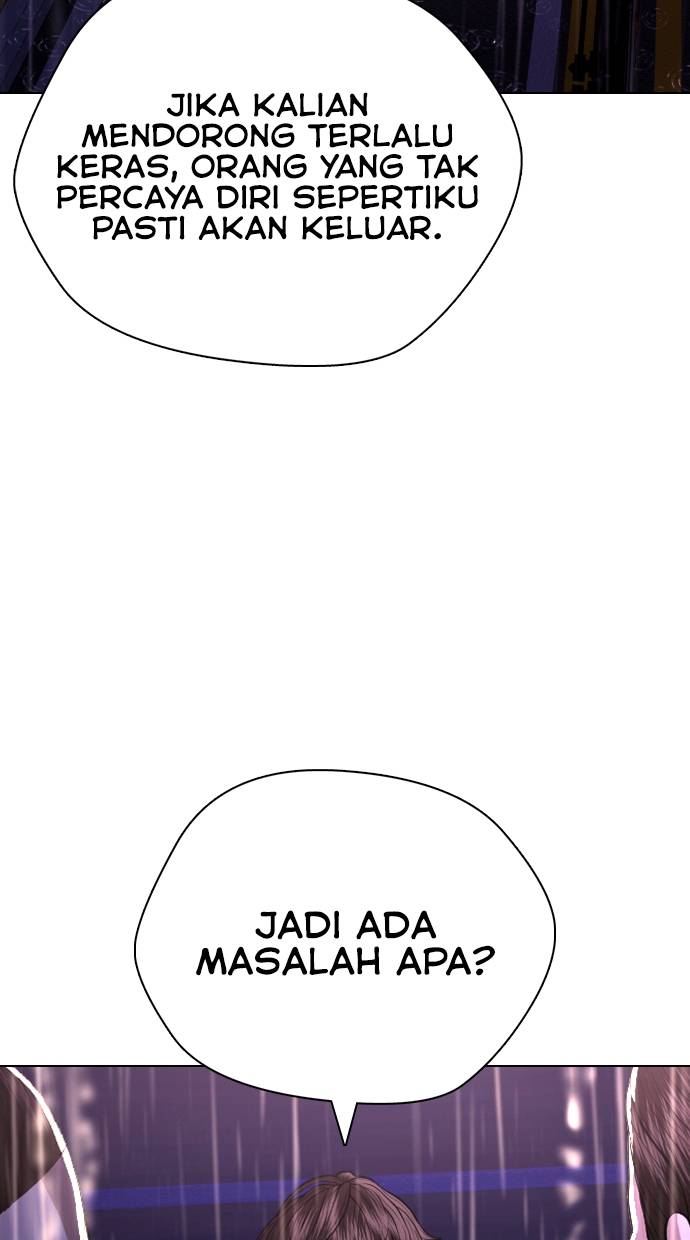 JIKA KALIAN
MENDORONG TERLALU
KERAS, ORANG YANG TAK
PERCAYA DIRI SEPERTIKU
PASTI AKAN KELUAR.
JADI ADA
MASALAH APA?